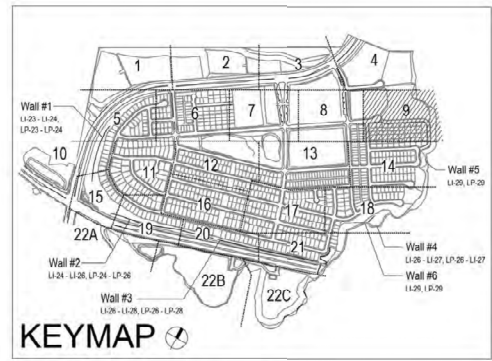 1
2
3
4
Wall #1
LI-23 - LI-24,
LP-23 - LP-24
5
6
7
8
9
10
11
12
13
14
Wall #5
LI-29, LP-29
15
16
17
18
19
20
21
22A
22B
22C
Wall #2
LI-24 - LI-26, LP-24 - LP-26
Wall #4
LI-26 - LI-27, LP-26 - LI-27
Wall #6
LI-29, LP-29
Wall #3
LI-26 - LI-28, LP-26 - LP-28
KEYMAP